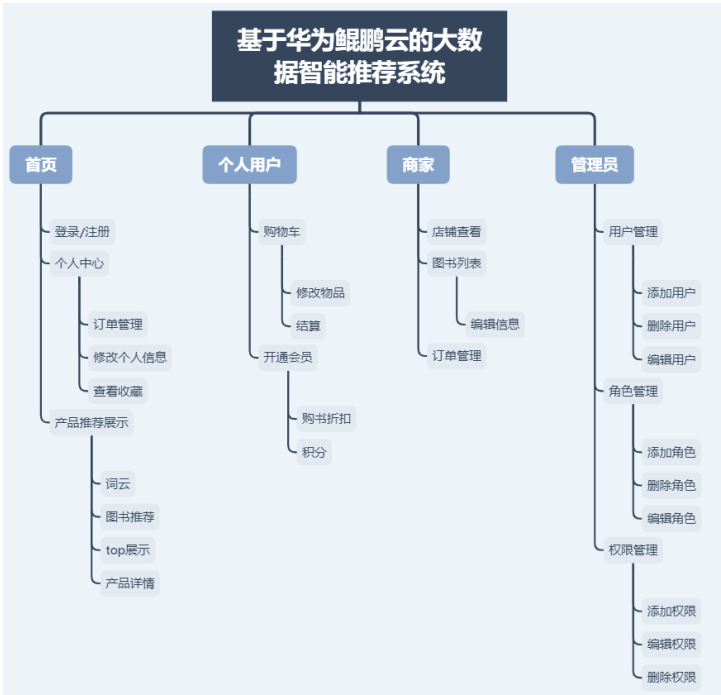 基于华为鲲鹏云的大数
据智能推荐系统
首页
登录/注册
个人中心
订单管理
修改个人信息
查看收藏
产品推荐展示
词云
图书推荐
top展示
产品详情
个人用户
购物车
修改物品
结算
开通会员
购书折扣
积分
商家
店铺查看
图书列表
编辑信息
订单管理
管理员
用户管理
添加用户
删除用户
编辑用户
角色管理
添加角色
删除角色
编辑角色
权限管理
添加权限
编辑权限
删除权限